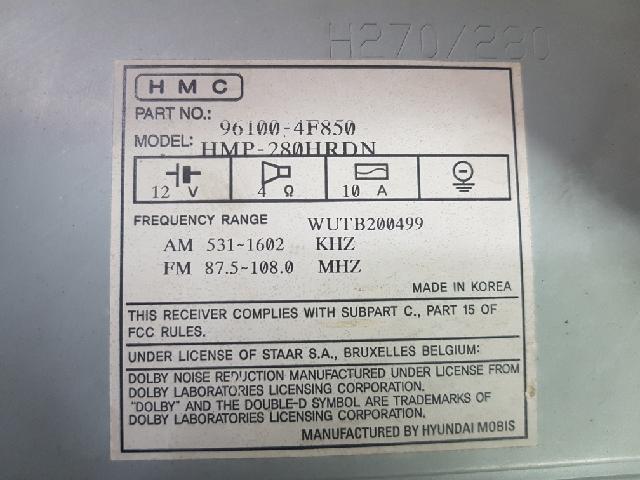 H270/220
HMC
PART NO.: 96100-4F850
MODEL: HMP-280HRDN
12 V 4 Ω 10 A
FREQUENCY RANGE WUTB200499
AM 531~1602 KHZ
FM 87.5~108.0 MHZ
MADE IN KOREA
THIS RECEIVER COMPLIES WITH SUBPART C., PART 15 OF
FCC RULES.
UNDER LICENSE OF STAAR S.A., BRUXELLES BELGIUM:
DOLBY NOISE REDUCTION MANUFACTURED UNDER LICENSE FROM
DOLBY LABORATORIES LICENSING CORPORATION.
"DOLBY" AND THE DOUBLE-D SYMBOL ARE TRADEMARKS OF
DOLBY LABORATORIES LICENSING CORPORATION.
MANUFACTURED BY HYUNDAI MOBIS